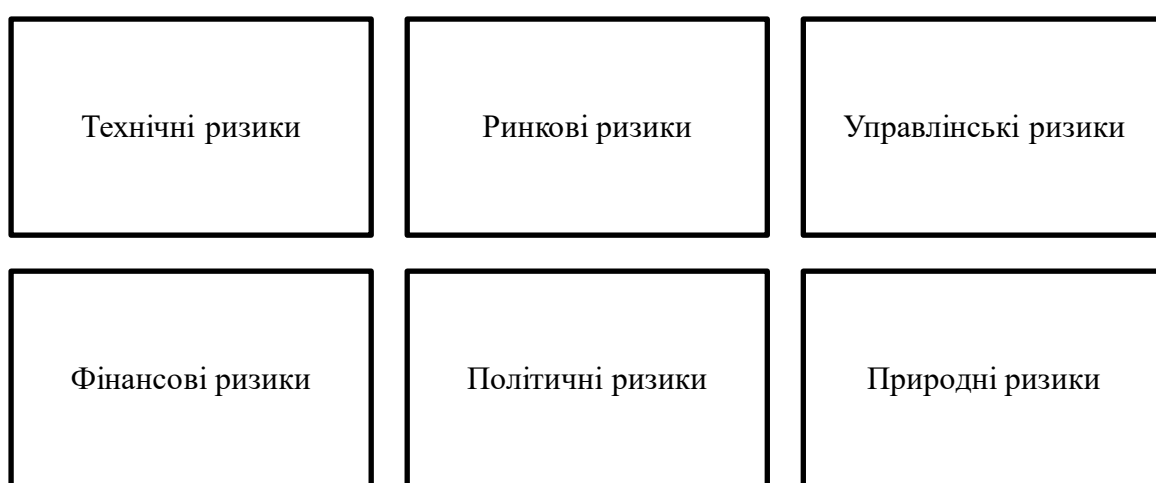 Технічні ризики
Ринкові ризики
Управлінські ризики
Фінансові ризики
Політичні ризики
Природні ризики